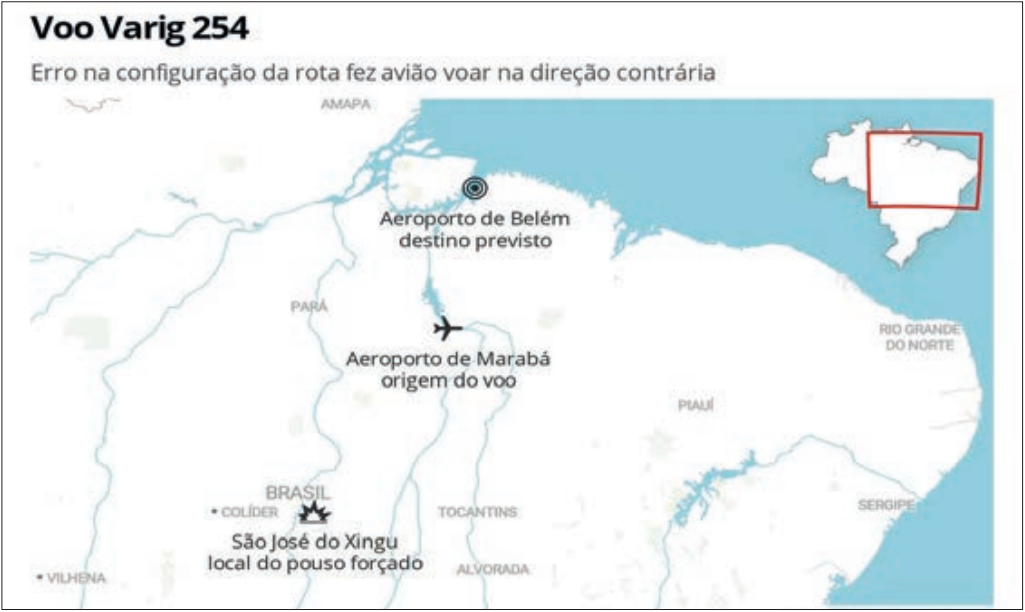 Voo Varig 254
Erro na configuração da rota fez avião voar na direção contrária
AMAPA
Aeroporto de Belém
destino previsto
PARÁ
RIO GRANDE
DO NORTE
Aeroporto de Marabá
origem do voo
PIAUÍ
BRASIL
COLÍDER
TOCANTINS
SERGIPE
São José do Xingu
local do pouso forçado
ALVORADA
VILHENA